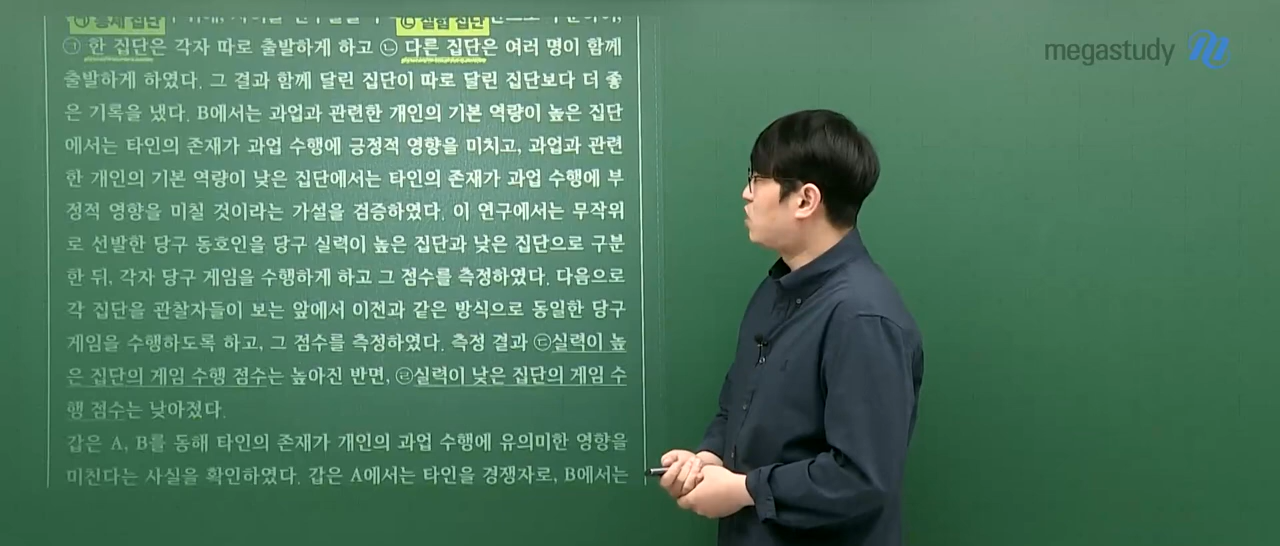 ㉠ 통제 집단
㉡ 실험 집단
㉠ 한 집단은 각자 따로 출발하게 하고 ㉡ 다른 집단은 여러 명이 함께
출발하게 하였다. 그 결과 함께 달린 집단이 따로 달린 집단보다 더 좋
은 기록을 냈다. B에서는 과업과 관련한 개인의 기본 역량이 높은 집단
에서는 타인의 존재가 과업 수행에 긍정적 영향을 미치고, 과업과 관련
한 개인의 기본 역량이 낮은 집단에서는 타인의 존재가 과업 수행에 부
정적 영향을 미칠 것이라는 가설을 검증하였다. 이 연구에서는 무작위
로 선발한 당구 동호인을 당구 실력이 높은 집단과 낮은 집단으로 구분
한 뒤, 각자 당구 게임을 수행하게 하고 그 점수를 측정하였다. 다음으로
각 집단을 관찰자들이 보는 앞에서 이전과 같은 방식으로 동일한 당구
게임을 수행하도록 하고, 그 점수를 측정하였다. 측정 결과 ㉢실력이 높
은 집단의 게임 수행 점수는 높아진 반면, ㉣실력이 낮은 집단의 게임 수
행 점수는 낮아졌다.
갑은 A, B를 통해 타인의 존재가 개인의 과업 수행에 유의미한 영향을
미친다는 사실을 확인하였다. 갑은 A에서는 타인을 경쟁자로, B에서는
megastudy